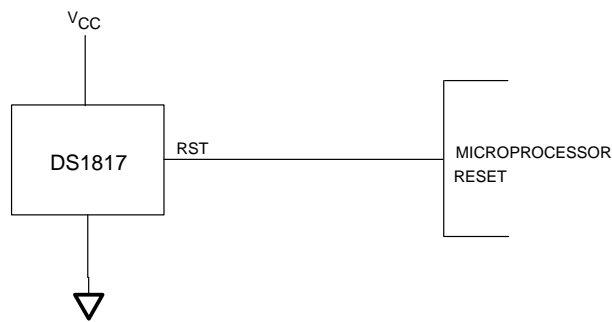 VCC
DS1817
RST
MICROPROCESSOR
RESET